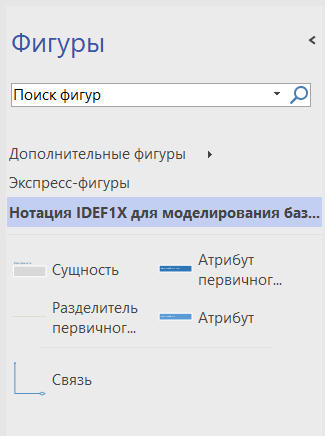 Фигуры
Поиск фигур
Дополнительные фигуры
Экспресс-фигуры
Нотация IDEF1X для моделирования баз...
Сущность
Атрибут
первичног...
Разделитель
первичног...
Атрибут
Связь